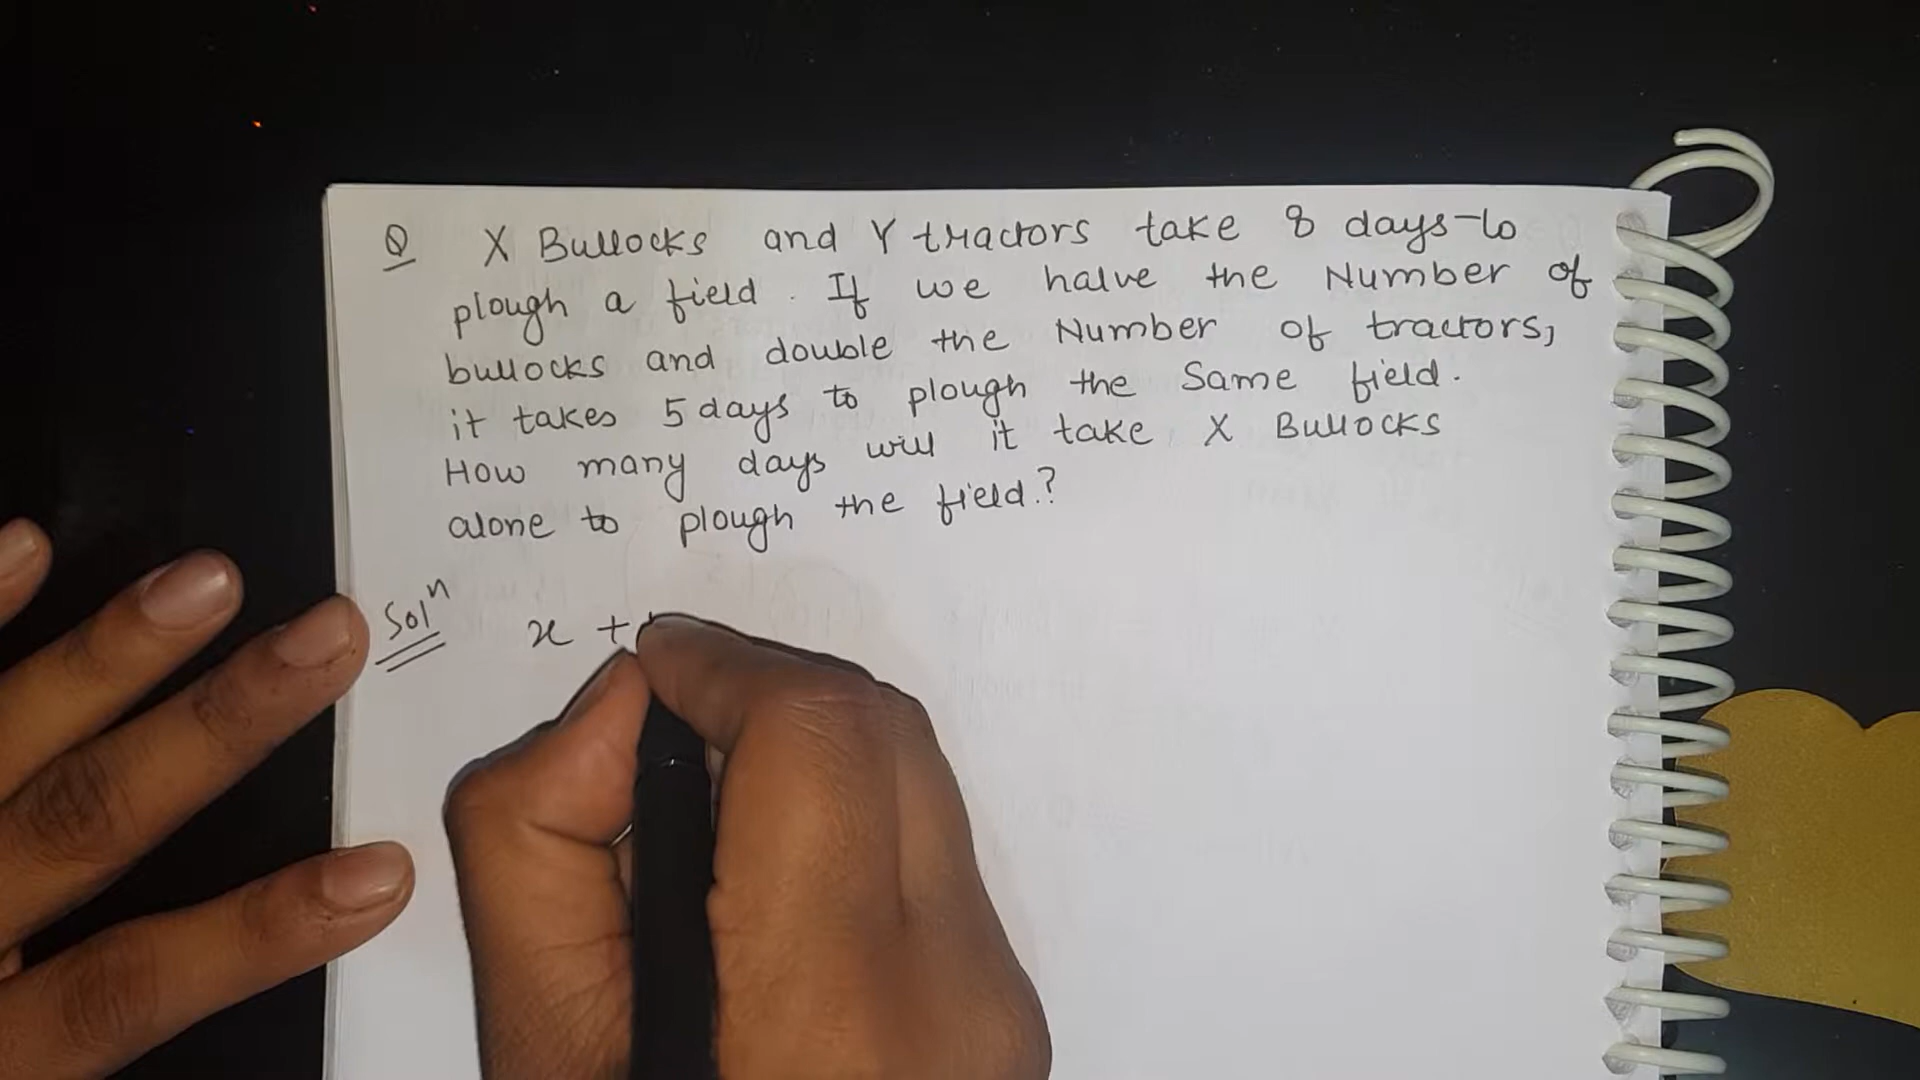 Q X Bullocks and Y tractors take 8 days to
plough a field. If we halve the Number of
bullocks and double the Number of tractors,
it takes 5 days to plough the same field.
How many days will it take X Bullocks
alone to plough the field.?
Solⁿ x +